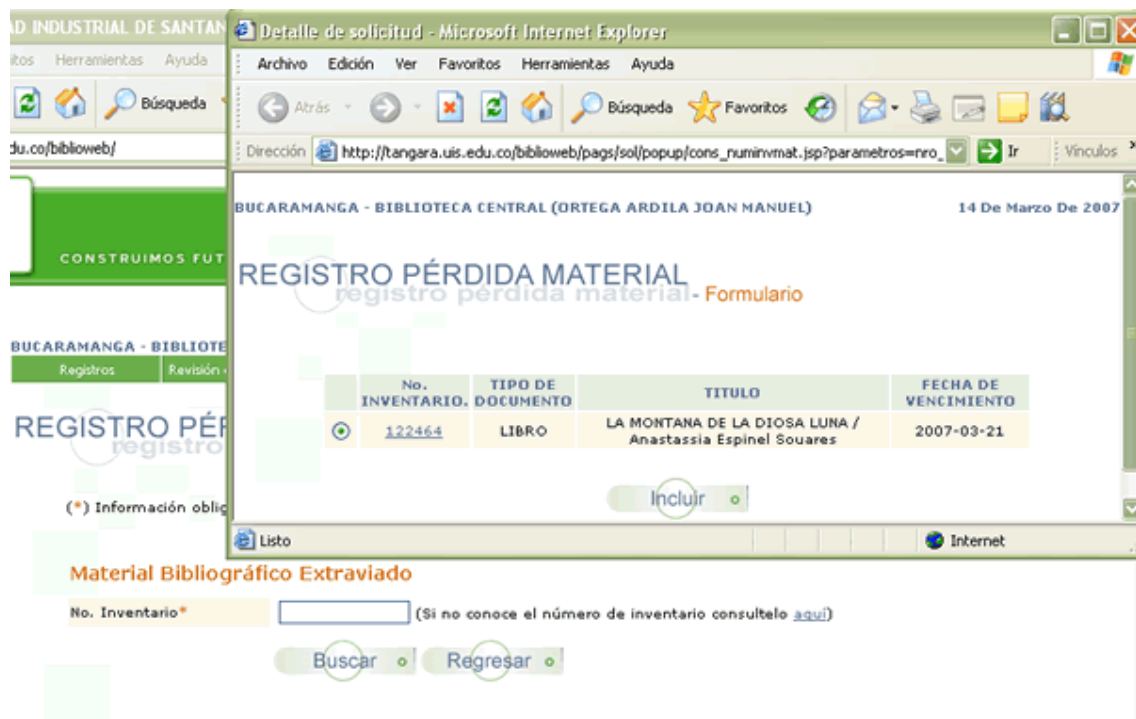 AD INDUSTRIAL DE SANTAN
itos Herramientas Ayuda
Búsqueda
du.co/biblioweb/
CONSTRUIMOS FUT
BUCARAMANGA - BIBLIOTE
Registros Revisión
REGISTRO PÉR
registro
(*) Información oblig
Detalle de solicitud - Microsoft Internet Explorer
Archivo Edición Ver Favoritos Herramientas Ayuda
Atrás Búsqueda Favoritos
Dirección http://tangara.uis.edu.co/biblioweb/pags/sol/popup/cons_numinvmat.jsp?parametros=nro_ Ir Vínculos »
BUCARAMANGA - BIBLIOTECA CENTRAL (ORTEGA ARDILA JOAN MANUEL) 14 De Marzo De 2007
REGISTRO PÉRDIDA MATERIAL
registro pérdida material - Formulario
No. INVENTARIO. TIPO DE DOCUMENTO TITULO FECHA DE VENCIMIENTO
122464 LIBRO LA MONTANA DE LA DIOSA LUNA / Anastassia Espinel Souares 2007-03-21
Incluir
Listo Internet
Material Bibliográfico Extraviado
No. Inventario* (Si no conoce el número de inventario consultelo aquí)
Buscar Regresar